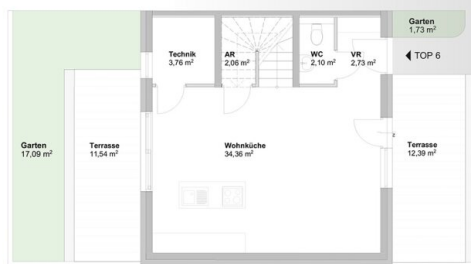 Garten
1,73 m²
TOP 6
Technik
3,76 m²
AR
2,06 m²
WC
2,10 m²
VR
2,73 m²
Garten
17,09 m²
Terrasse
11,54 m²
Wohnküche
34,36 m²
Terrasse
12,39 m²